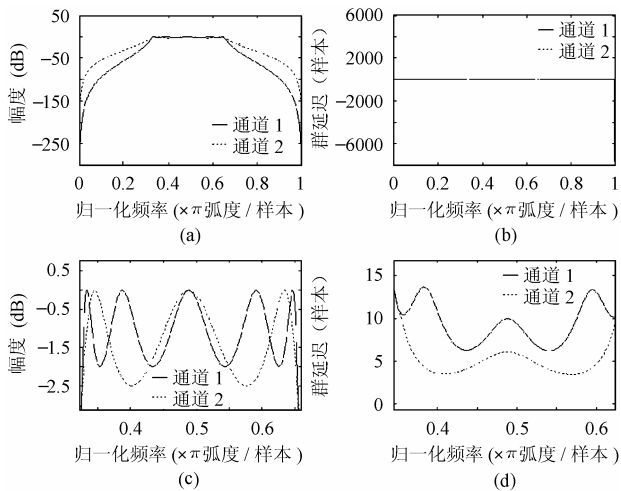 50
−50
−150
−250
幅度 (dB)
通道 1
通道 2
0
0.2
0.4
0.6
0.8
1
归一化频率 (×π弧度 / 样本 )
(a)
6000
2000
−2000
−6000
群延迟（样本）
通道 1
通道 2
0
0.2
0.4
0.6
0.8
1
归一化频率 (×π弧度 / 样本 )
(b)
0.5
−0.5
−1.5
−2.5
幅度 (dB)
通道 1
通道 2
0.4
0.5
0.6
归一化频率 (×π弧度 / 样本 )
(c)
15
10
5
0
群延迟（样本）
通道 1
通道 2
0.4
0.5
0.6
归一化频率 (×π弧度 / 样本 )
(d)